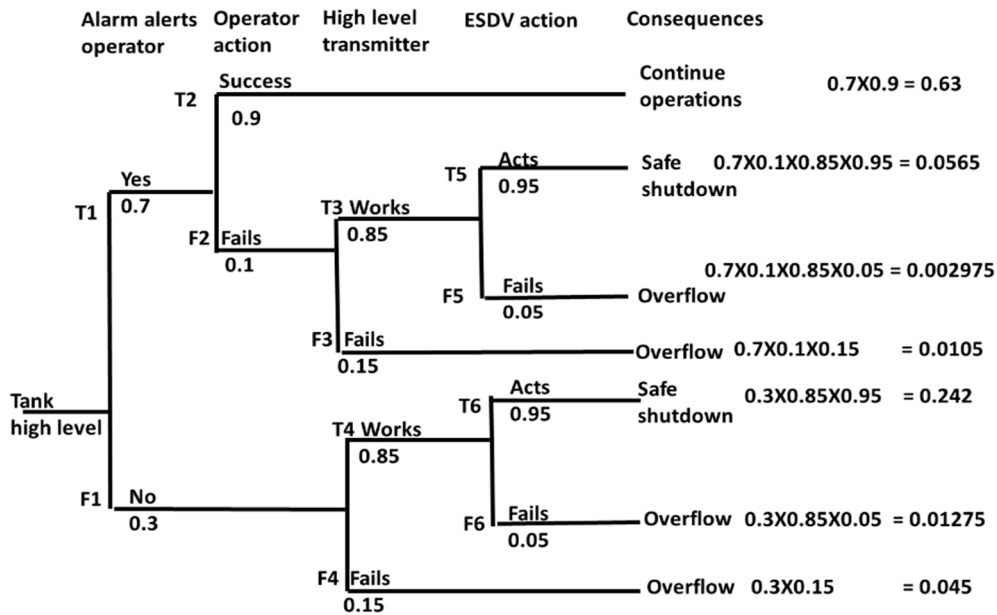 Alarm alerts operator
Operator action
High level transmitter
ESDV action
Consequences
T2
Success
0.9
Continue operations
0.7X0.9 = 0.63
T1
Yes
0.7
F2
Fails
0.1
T3 Works
0.85
T5
Acts
0.95
Safe shutdown
0.7X0.1X0.85X0.95 = 0.0565
F5
Fails
0.05
Overflow
0.7X0.1X0.85X0.05 = 0.002975
F3
Fails
0.15
Overflow
0.7X0.1X0.15 = 0.0105
Tank high level
F1
No
0.3
T4 Works
0.85
T6
Acts
0.95
Safe shutdown
0.3X0.85X0.95 = 0.242
F6
Fails
0.05
Overflow
0.3X0.85X0.05 = 0.01275
F4
Fails
0.15
Overflow
0.3X0.15 = 0.045